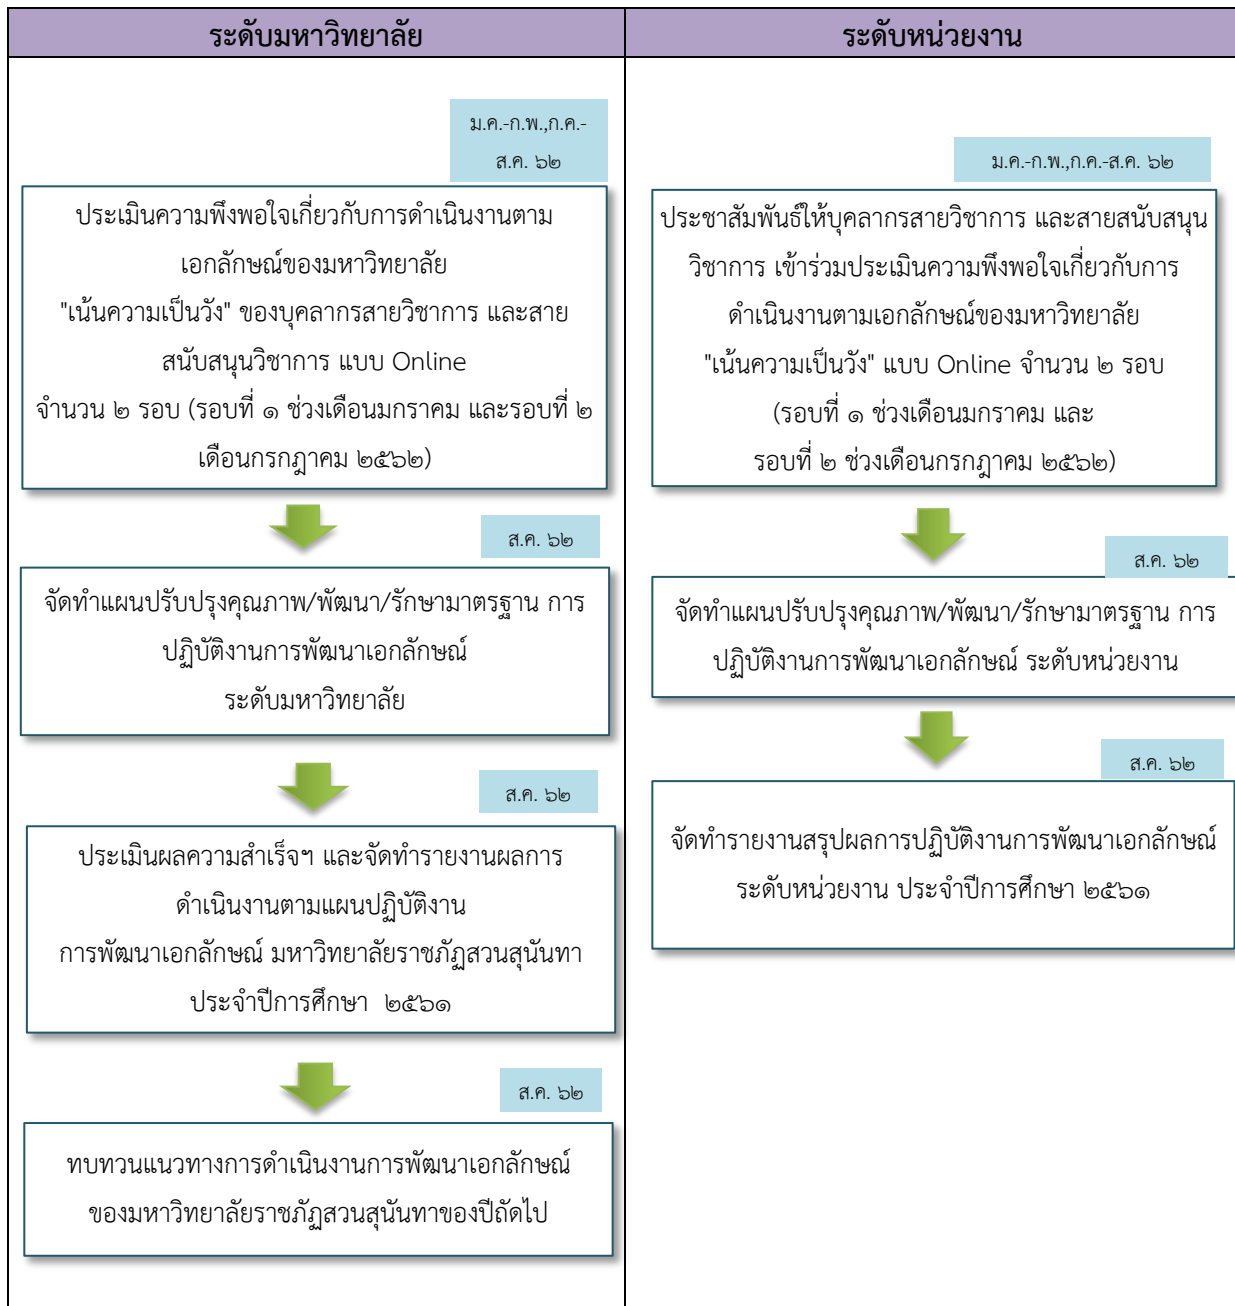 ระดับมหาวิทยาลัย
ม.ค.-ก.พ.,ก.ค.-
ส.ค. ๖๒
ประเมินความพึงพอใจเกี่ยวกับการดำเนินงานตาม
เอกลักษณ์ของมหาวิทยาลัย
"เน้นความเป็นวัง" ของบุคลากรสายวิชาการ และสาย
สนับสนุนวิชาการ แบบ Online
จำนวน ๒ รอบ (รอบที่ ๑ ช่วงเดือนมกราคม และรอบที่ ๒
เดือนกรกฎาคม ๒๕๖๒)
ส.ค. ๖๒
จัดทำแผนปรับปรุงคุณภาพ/พัฒนา/รักษามาตรฐาน การ
ปฏิบัติงานการพัฒนาเอกลักษณ์
ระดับมหาวิทยาลัย
ส.ค. ๖๒
ประเมินผลความสำเร็จฯ และจัดทำรายงานผลการ
ดำเนินงานตามแผนปฏิบัติงาน
การพัฒนาเอกลักษณ์ มหาวิทยาลัยราชภัฏสวนสุนันทา
ประจำปีการศึกษา ๒๕๖๑
ส.ค. ๖๒
ทบทวนแนวทางการดำเนินงานการพัฒนาเอกลักษณ์
ของมหาวิทยาลัยราชภัฏสวนสุนันทาของปีถัดไป
ระดับหน่วยงาน
ม.ค.-ก.พ.,ก.ค.-ส.ค. ๖๒
ประชาสัมพันธ์ให้บุคลากรสายวิชาการ และสายสนับสนุน
วิชาการ เข้าร่วมประเมินความพึงพอใจเกี่ยวกับการ
ดำเนินงานตามเอกลักษณ์ของมหาวิทยาลัย
"เน้นความเป็นวัง" แบบ Online จำนวน ๒ รอบ
(รอบที่ ๑ ช่วงเดือนมกราคม และ
รอบที่ ๒ ช่วงเดือนกรกฎาคม ๒๕๖๒)
ส.ค. ๖๒
จัดทำแผนปรับปรุงคุณภาพ/พัฒนา/รักษามาตรฐาน การ
ปฏิบัติงานการพัฒนาเอกลักษณ์ ระดับหน่วยงาน
ส.ค. ๖๒
จัดทำรายงานสรุปผลการปฏิบัติงานการพัฒนาเอกลักษณ์
ระดับหน่วยงาน ประจำปีการศึกษา ๒๕๖๑